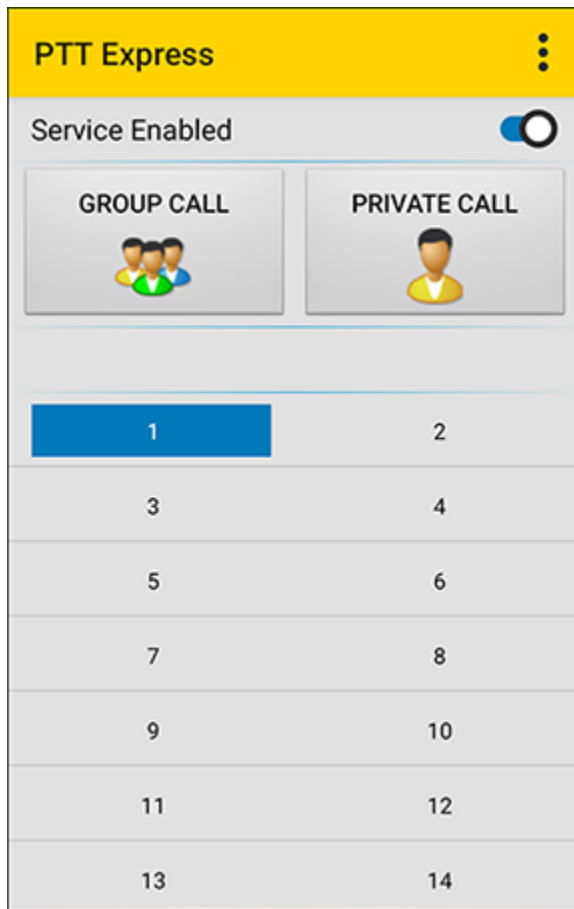 PTT Express
Service Enabled
GROUP CALL PRIVATE CALL
1 2
3 4
5 6
7 8
9 10
11 12
13 14